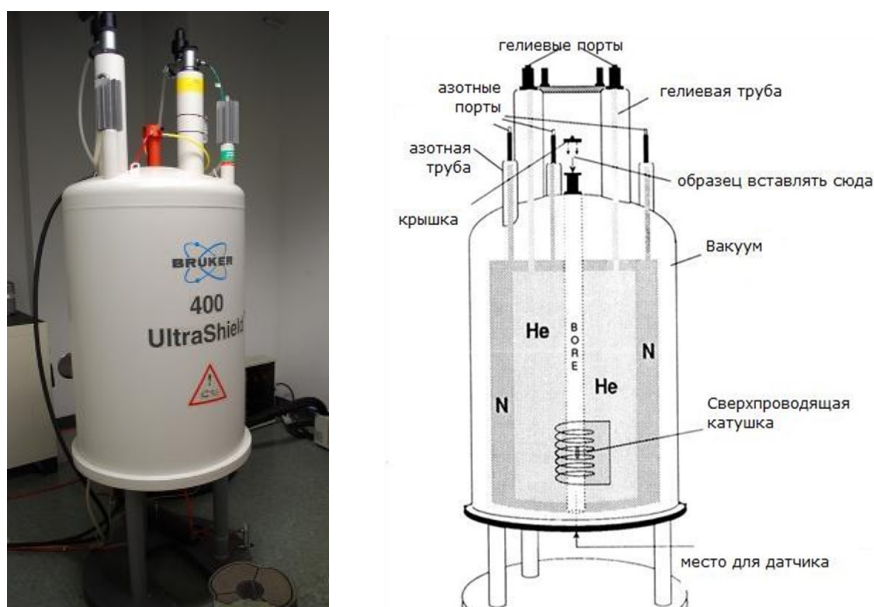 BRUKER
400
UltraShield
гелиевые порты
азотные
порты
гелиевая труба
азотная
труба
образец вставлять сюда
крышка
Вакуум
He
BORE
N
He
N
Сверхпроводящая
катушка
место для датчика